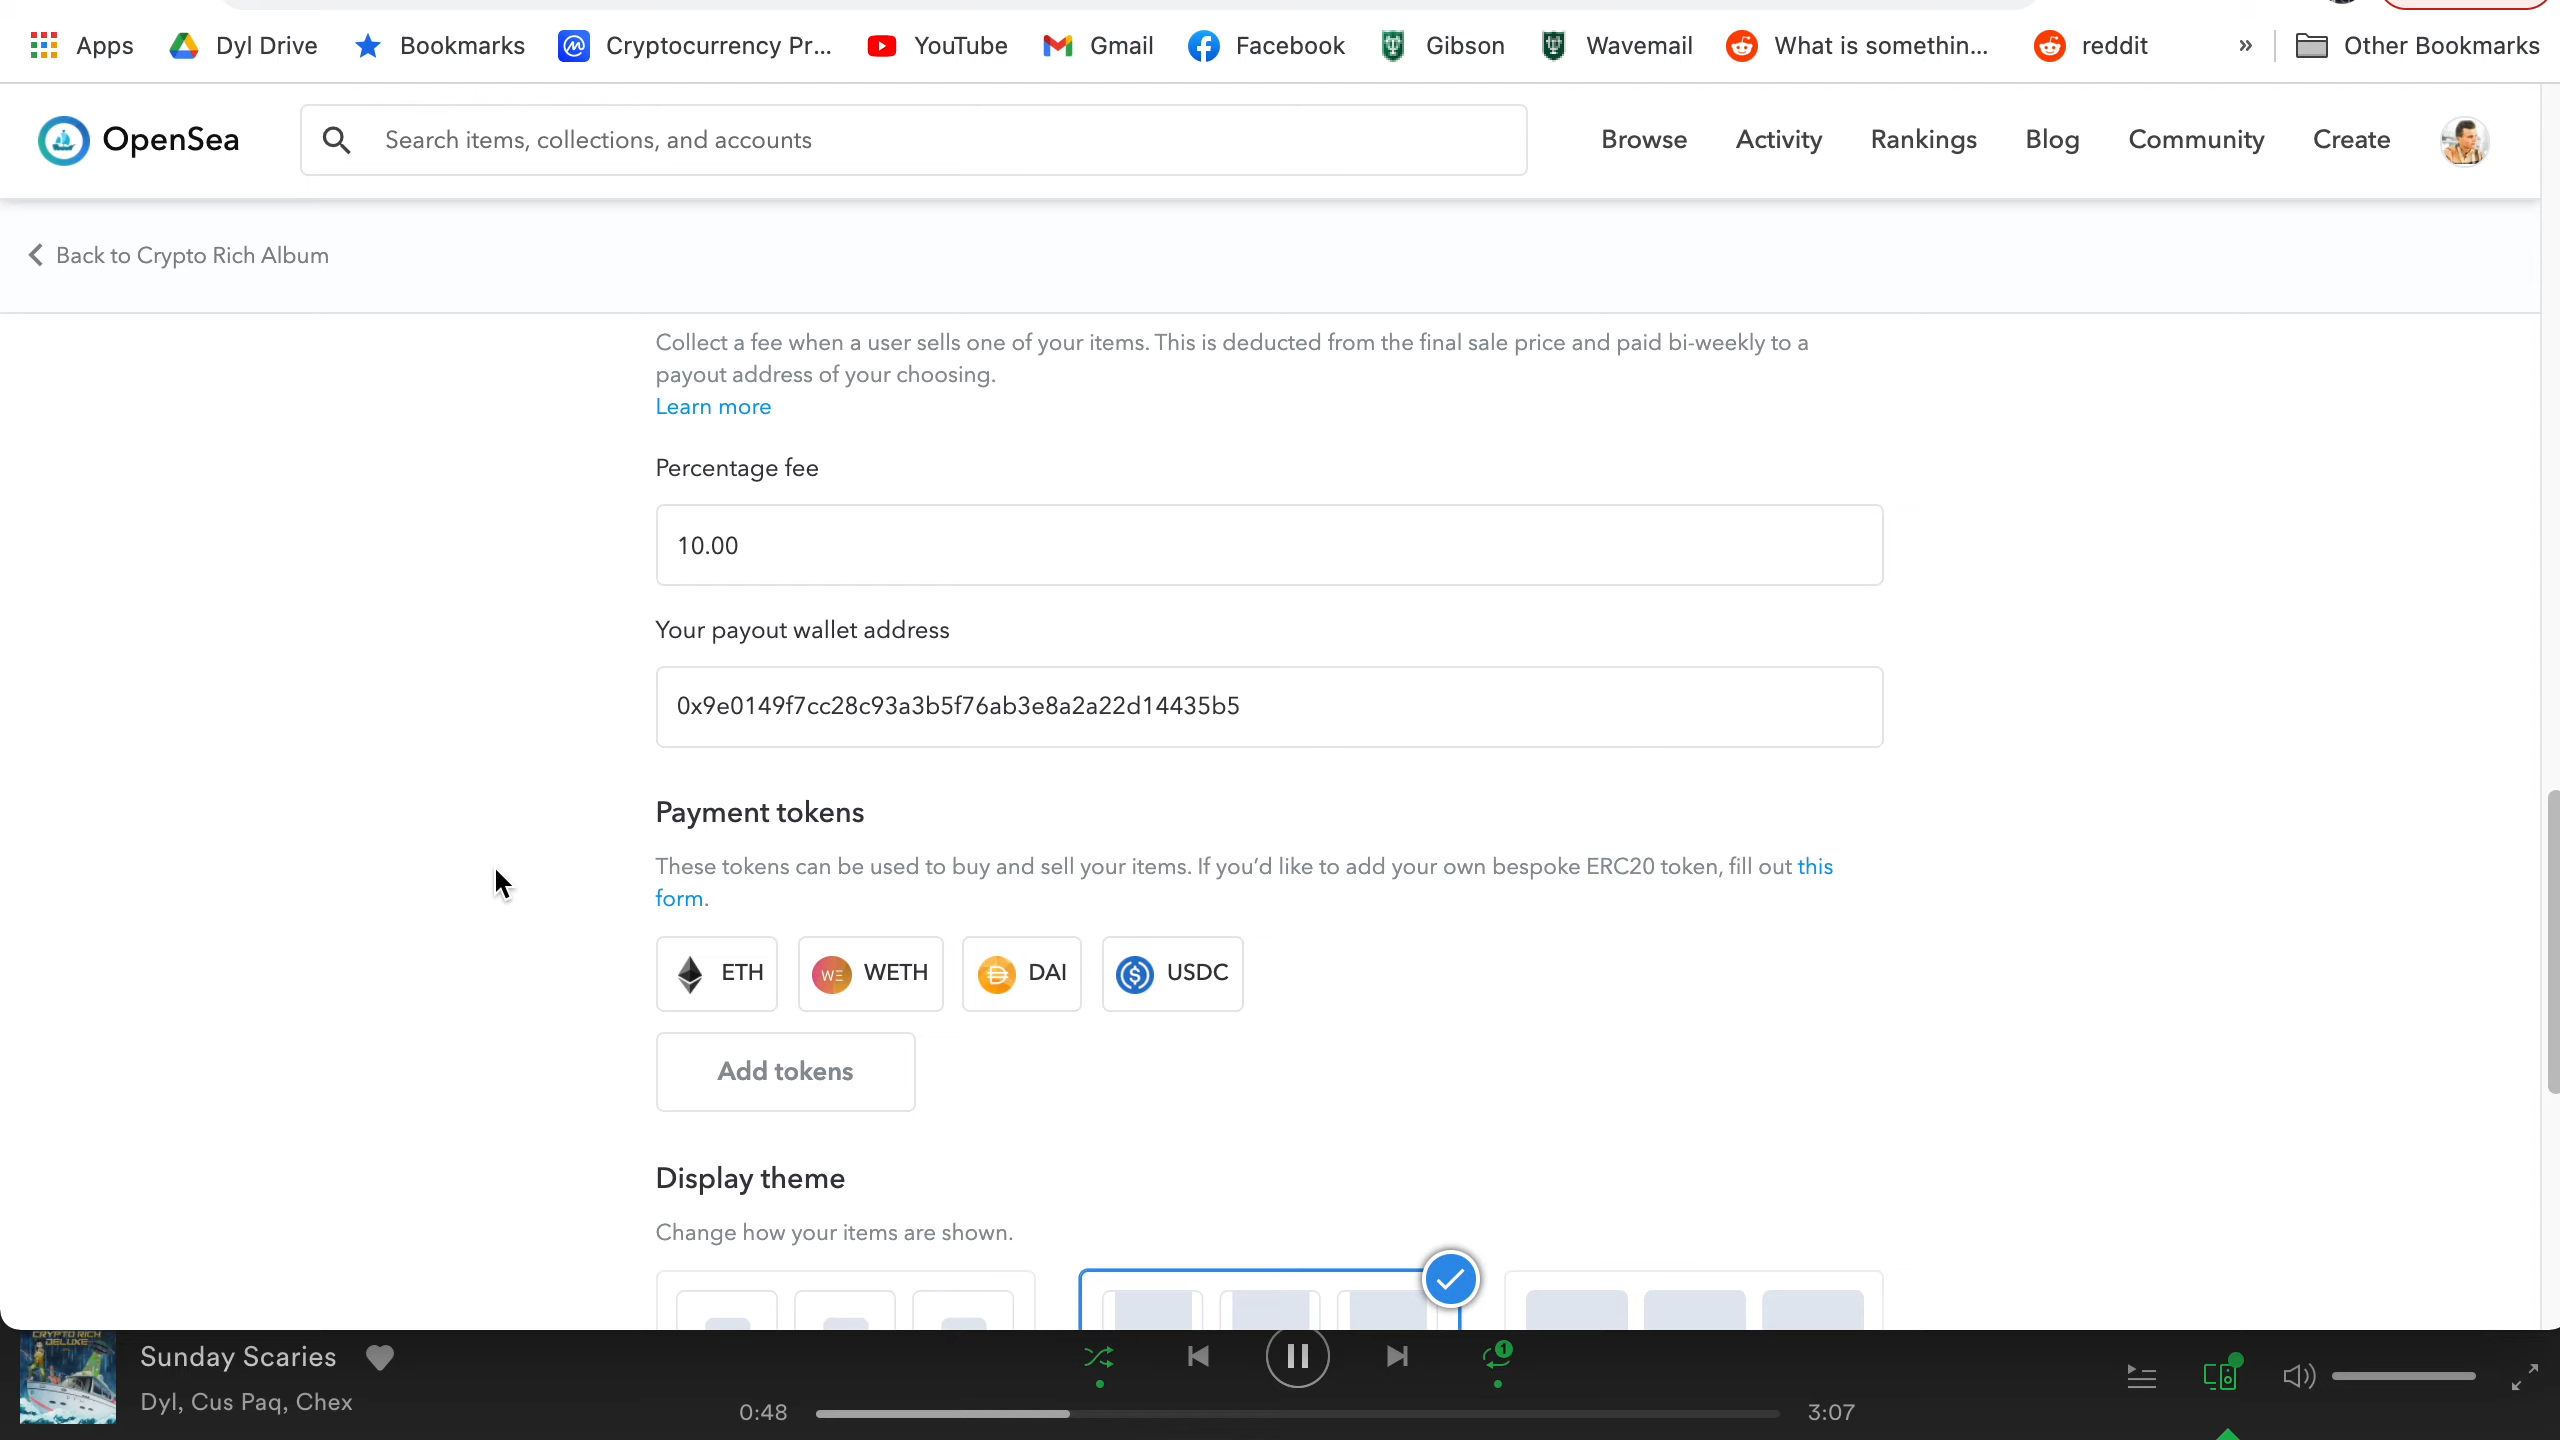 Apps Dyl Drive Bookmarks Cryptocurrency Pr... YouTube Gmail Facebook Gibson Wavemail What is somethin... reddit » Other Bookmarks
OpenSea Search items, collections, and accounts Browse Activity Rankings Blog Community Create
Back to Crypto Rich Album
Collect a fee when a user sells one of your items. This is deducted from the final sale price and paid bi-weekly to a
payout address of your choosing.
Learn more
Percentage fee
10.00
Your payout wallet address
0x9e0149f7cc28c93a3b5f76ab3e8a2a22d14435b5
Payment tokens
These tokens can be used to buy and sell your items. If you’d like to add your own bespoke ERC20 token, fill out this
form.
ETH WETH DAI USDC
Add tokens
Display theme
Change how your items are shown.
CRYPTO RICH
DELUXE
Sunday Scaries
Dyl, Cus Paq, Chex
1
0:48 3:07